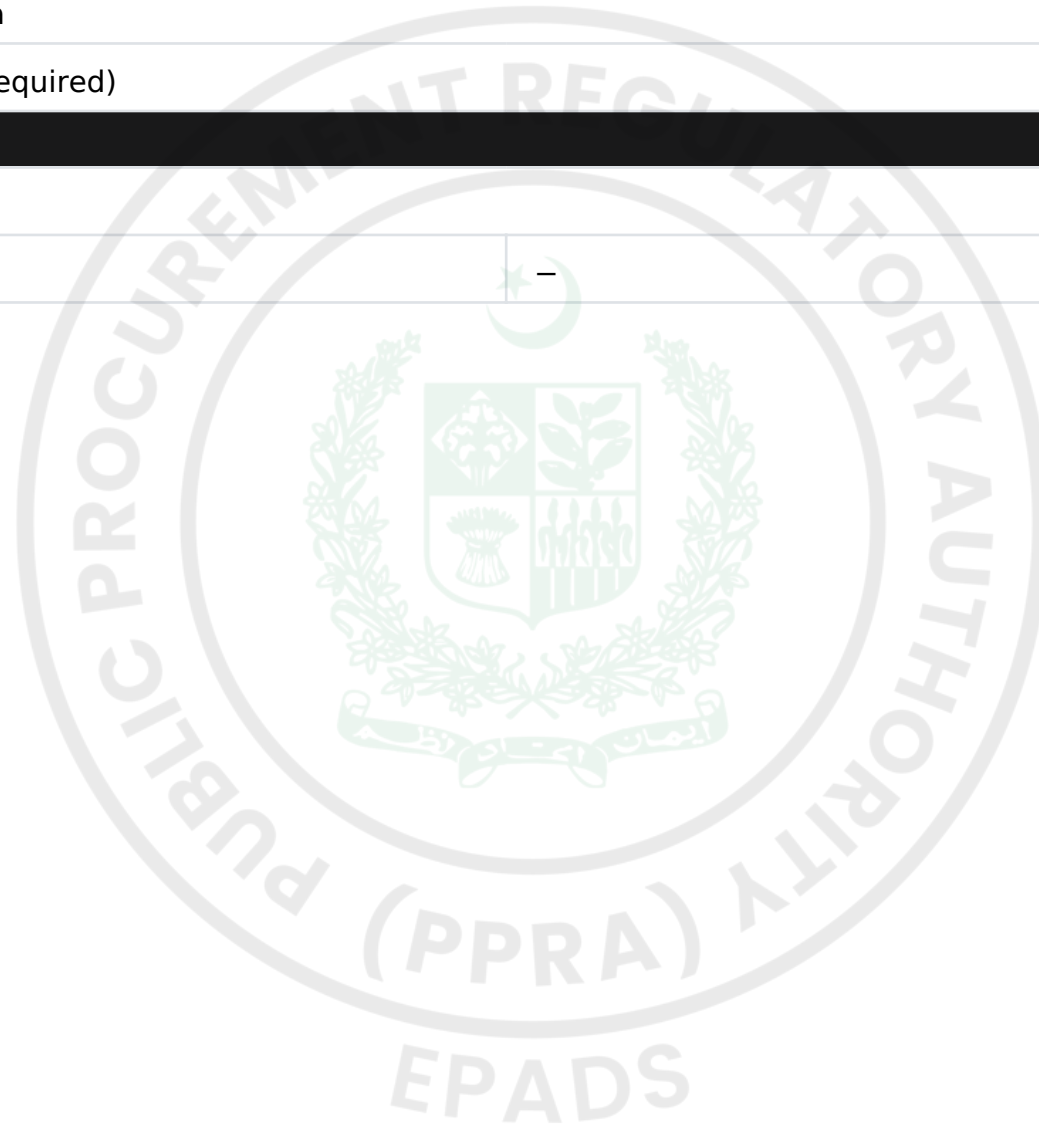 equired)
–
PUBLIC PROCUREMENT REGULATORY AUTHORITY
(PPRA)
EPADS